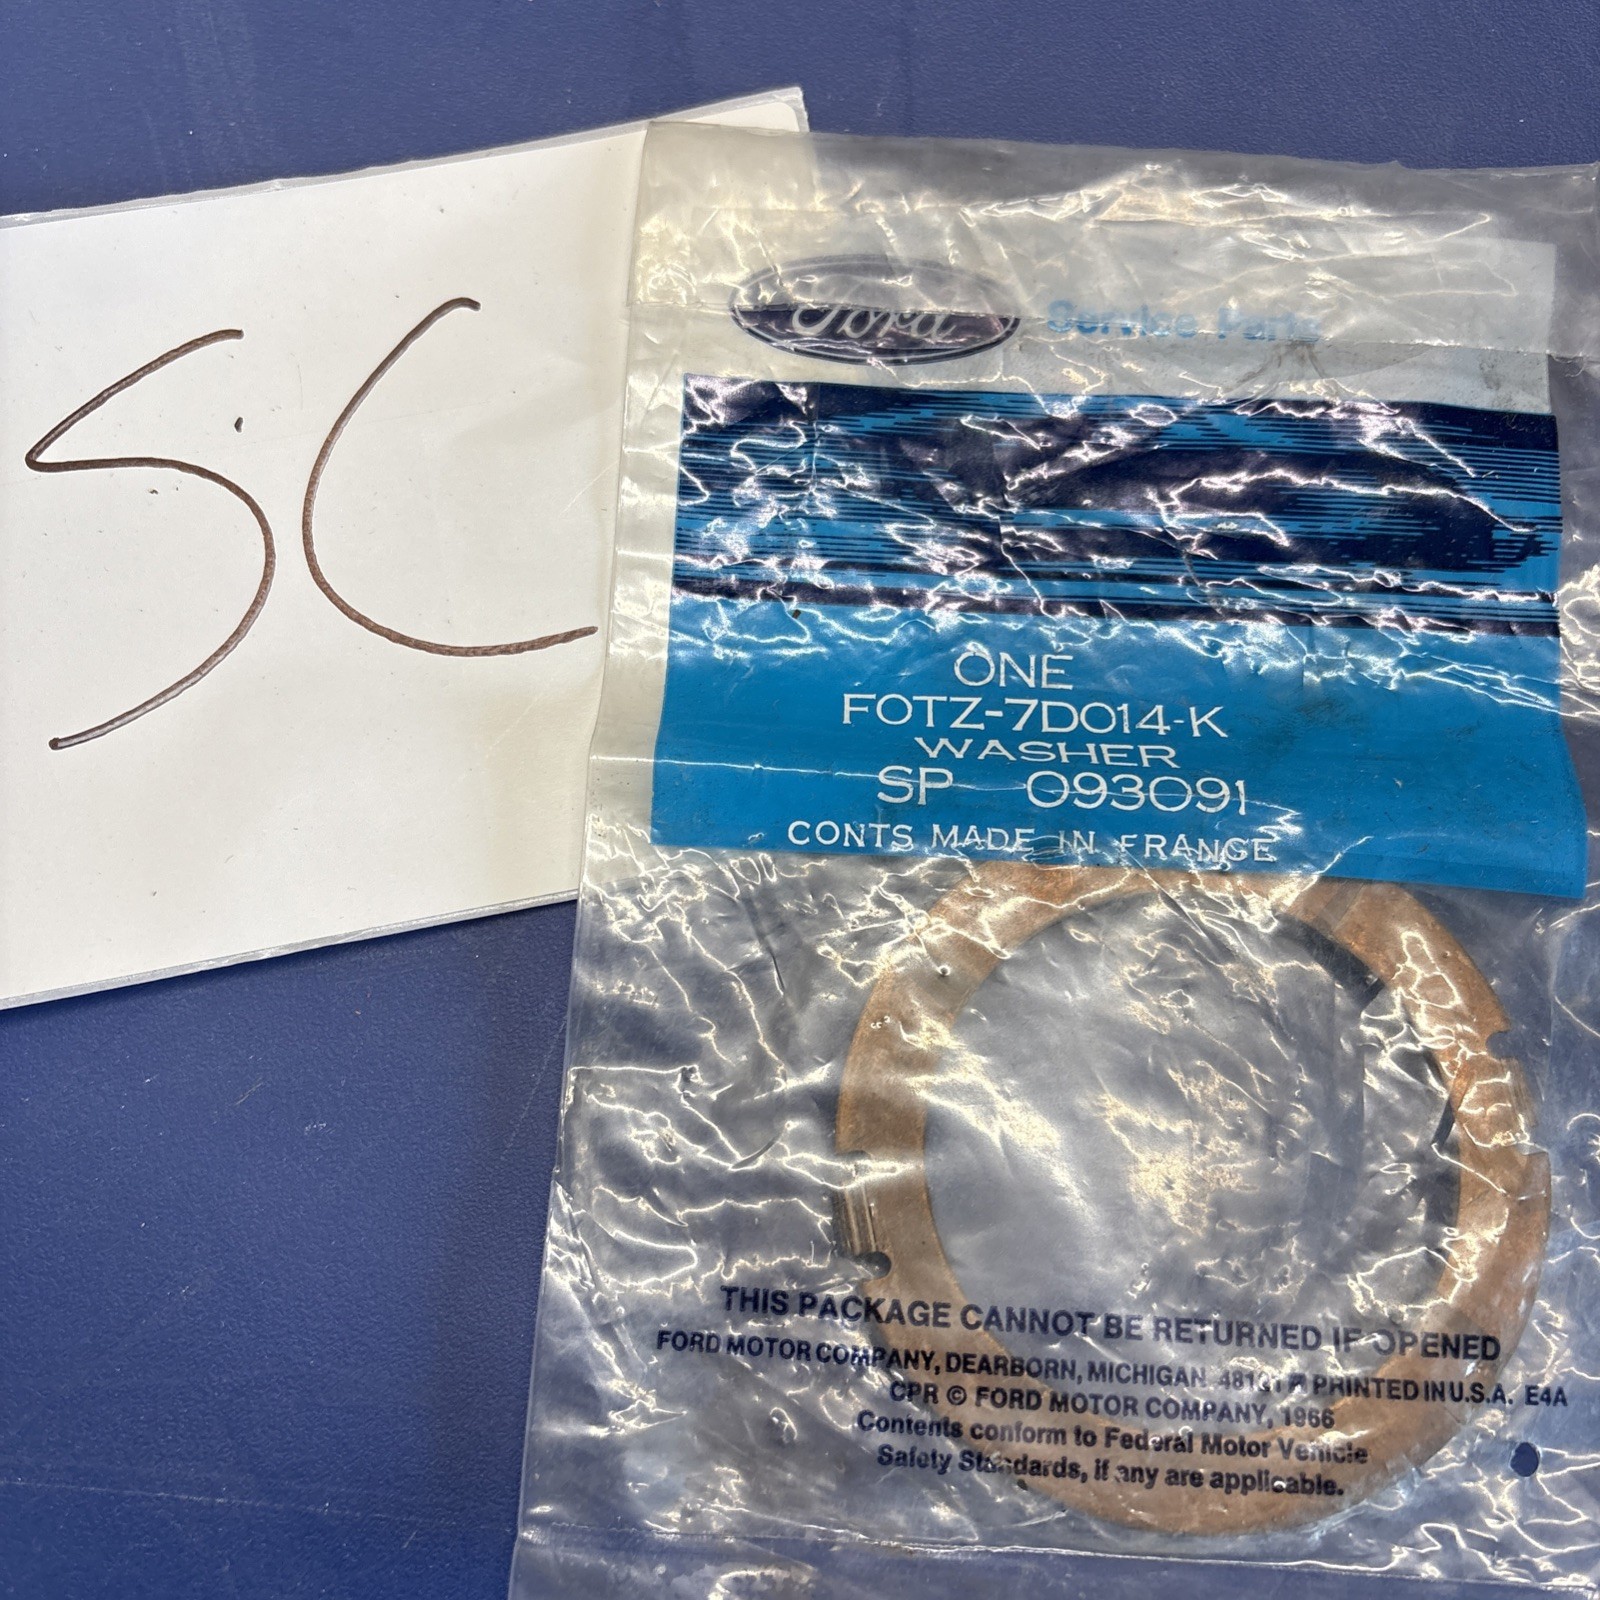 SC
Ford Service Parts
ONE
FOTZ-7D014-K
WASHER
SP 093091
CONTS MADE IN FRANCE
THIS PACKAGE CANNOT BE RETURNED IF OPENED
FORD MOTOR COMPANY, DEARBORN, MICHIGAN 48121 PRINTED IN U.S.A. E4A
CPR © FORD MOTOR COMPANY, 1966
Contents conform to Federal Motor Vehicle
Safety Standards, if any are applicable.